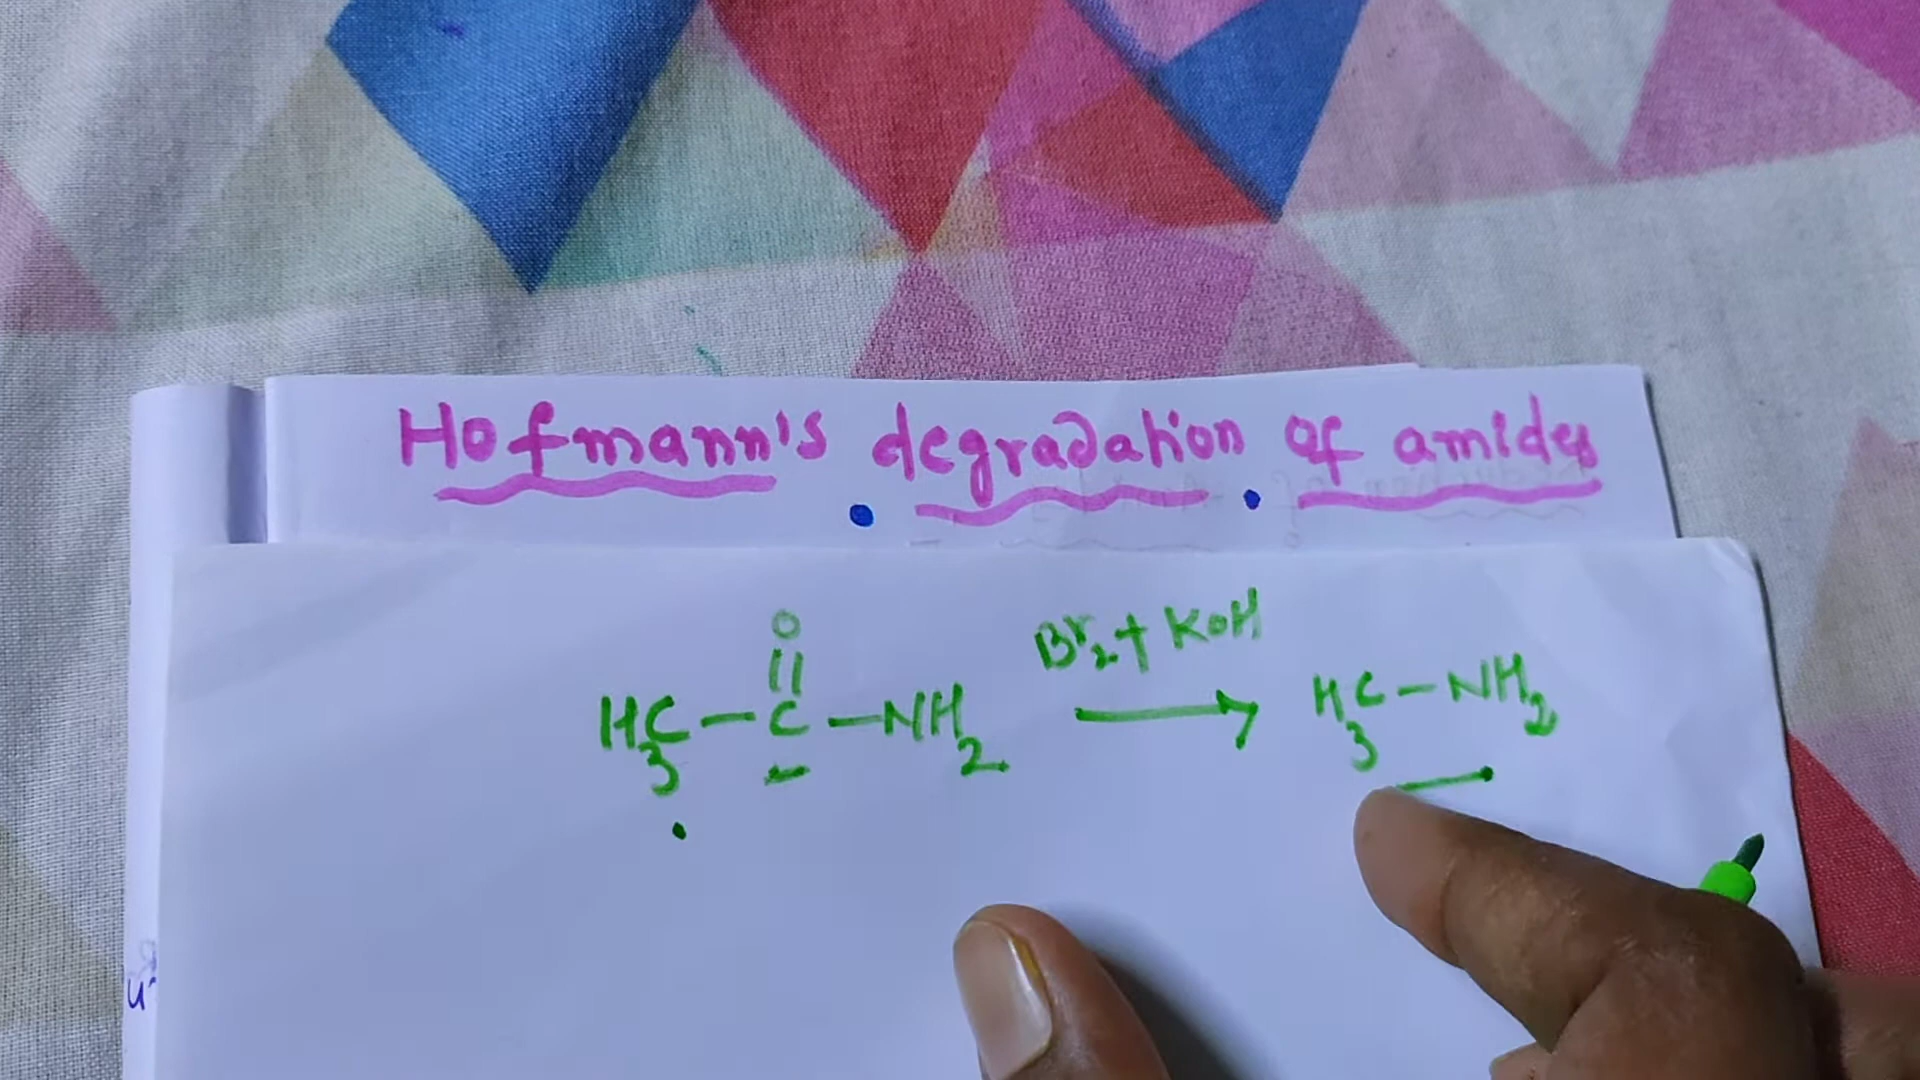 Hofmann's degradation of amides
O
Br2 + KOH
H3C – C – NH2 → H3C – NH2